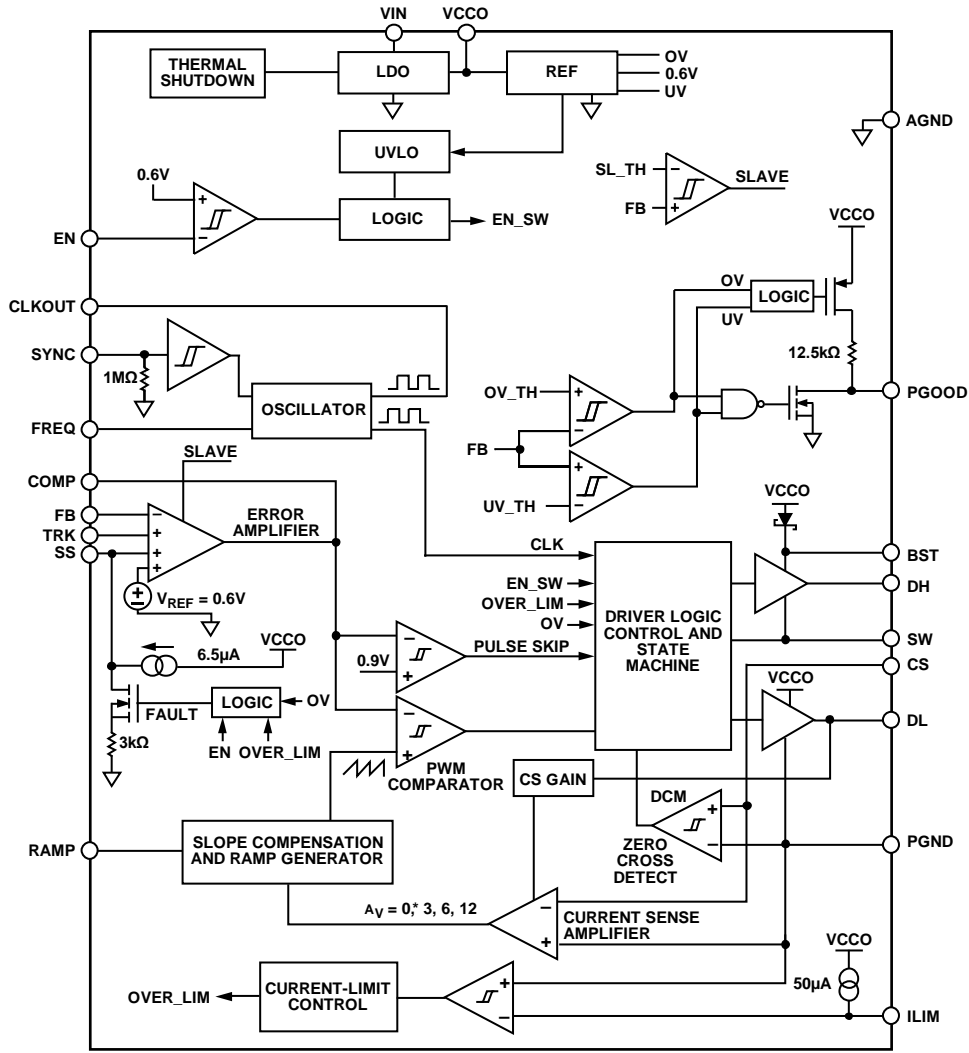 VIN
VCCO
THERMAL
SHUTDOWN
LDO
REF
OV
0.6V
UV
AGND
UVLO
SL_TH
–
SLAVE
FB
+
0.6V
+
–
LOGIC
EN_SW
EN
VCCO
CLKOUT
OV
LOGIC
UV
SYNC
1MΩ
12.5kΩ
OSCILLATOR
OV_TH
+
–
PGOOD
FREQ
FB
SLAVE
+
–
UV_TH
COMP
FB
–
TRK
+
SS
+
+
ERROR
AMPLIFIER
VCCO
CLK
BST
VREF = 0.6V
EN_SW
DH
OVER_LIM
OV
DRIVER LOGIC
CONTROL AND
STATE
MACHINE
SW
6.5µA
VCCO
–
0.9V
+
PULSE SKIP
CS
VCCO
FAULT
LOGIC
OV
–
+
DL
3kΩ
EN
OVER_LIM
PWM
COMPARATOR
CS GAIN
DCM
+
–
ZERO
CROSS
DETECT
RAMP
SLOPE COMPENSATION
AND RAMP GENERATOR
PGND
AV = 0,* 3, 6, 12
–
+
CURRENT SENSE
AMPLIFIER
VCCO
OVER_LIM
CURRENT-LIMIT
CONTROL
+
–
50µA
ILIM